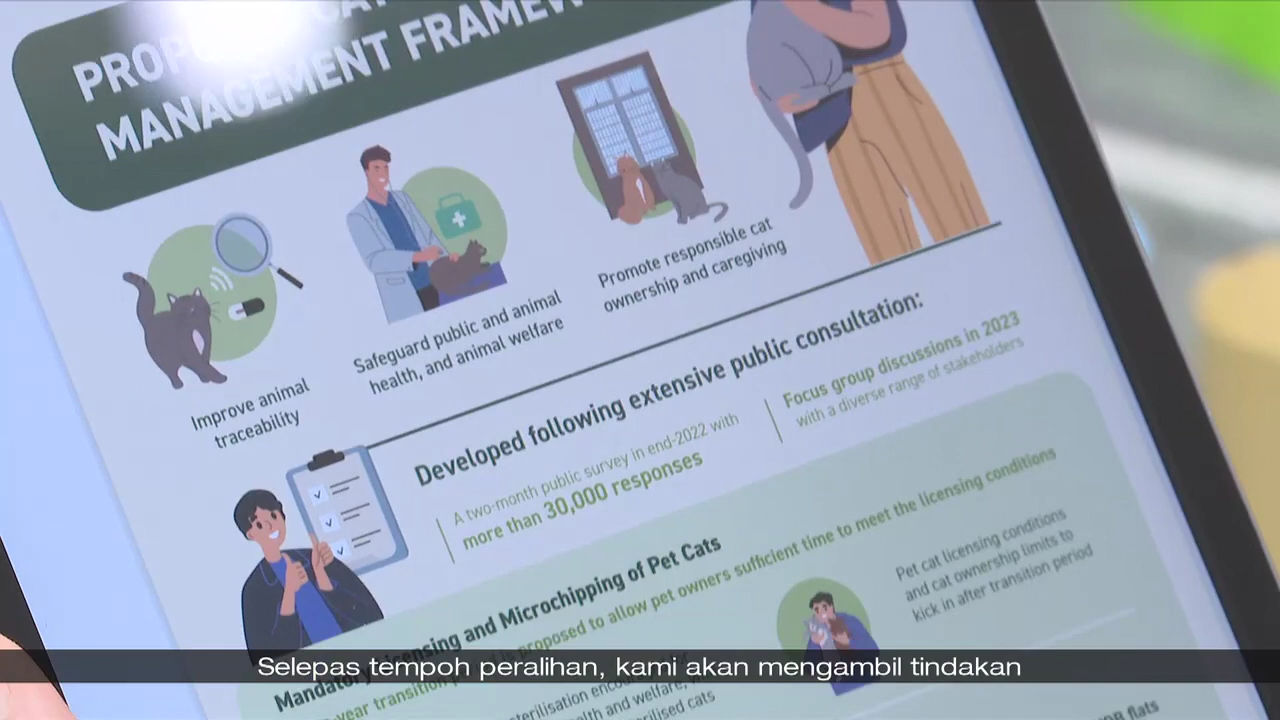 MANAGEMENT
Improve animal
traceability
Safeguard public and animal
health, and animal welfare
Promote responsible cat
ownership and caregiving
Developed following extensive public consultation:
A two-month public survey in end-2022 with
more than 30,000 responses
Focus group discussions in 2023
with a diverse range of stakeholders
Mandatory Licensing and Microchipping of Pet Cats
is proposed to allow pet owners sufficient time to meet the licensing conditions
Pet cat licensing conditions
and cat ownership limits to
kick in after transition period
flats
Selepas tempoh peralihan, kami akan mengambil tindakan